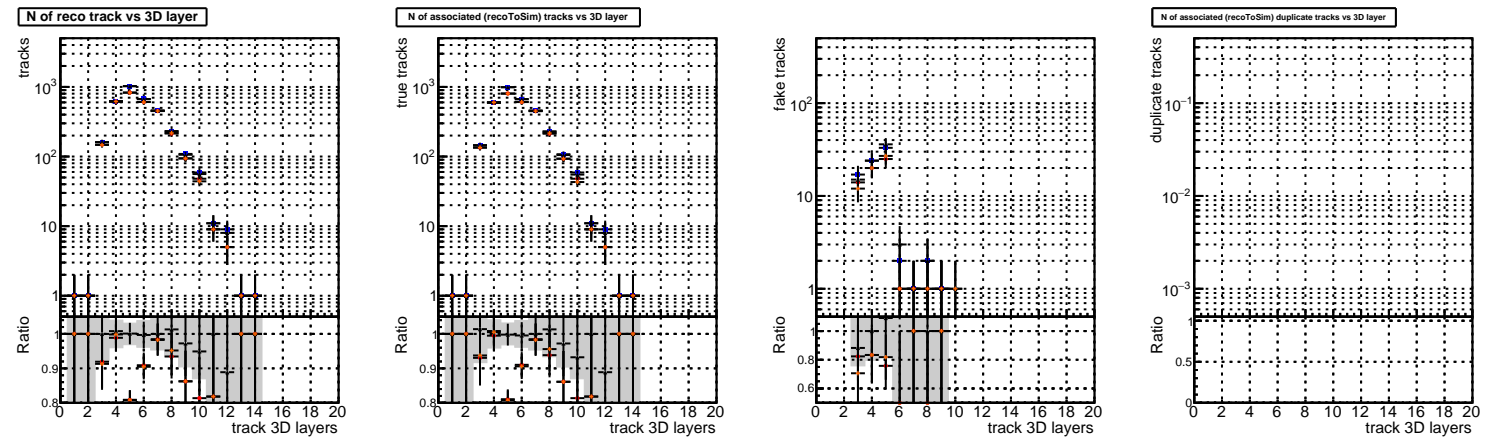 N of reco track vs 3D layer
tracks
10³
10²
10
1
Ratio
1
0.9
0.8
0 2 4 6 8 10 12 14 16 18 20
track 3D layers
N of associated (recoToSim) tracks vs 3D layer
true tracks
10³
10²
10
1
Ratio
1
0.9
0.8
0 2 4 6 8 10 12 14 16 18 20
track 3D layers
fake tracks
10²
10
1
Ratio
1
0.8
0.6
0 2 4 6 8 10 12 14 16 18 20
track 3D layers
N of associated (recoToSim) duplicate tracks vs 3D layer
duplicate tracks
10⁻¹
10⁻²
10⁻³
Ratio
1
0.5
0
0 2 4 6 8 10 12 14 16 18 20
track 3D layers